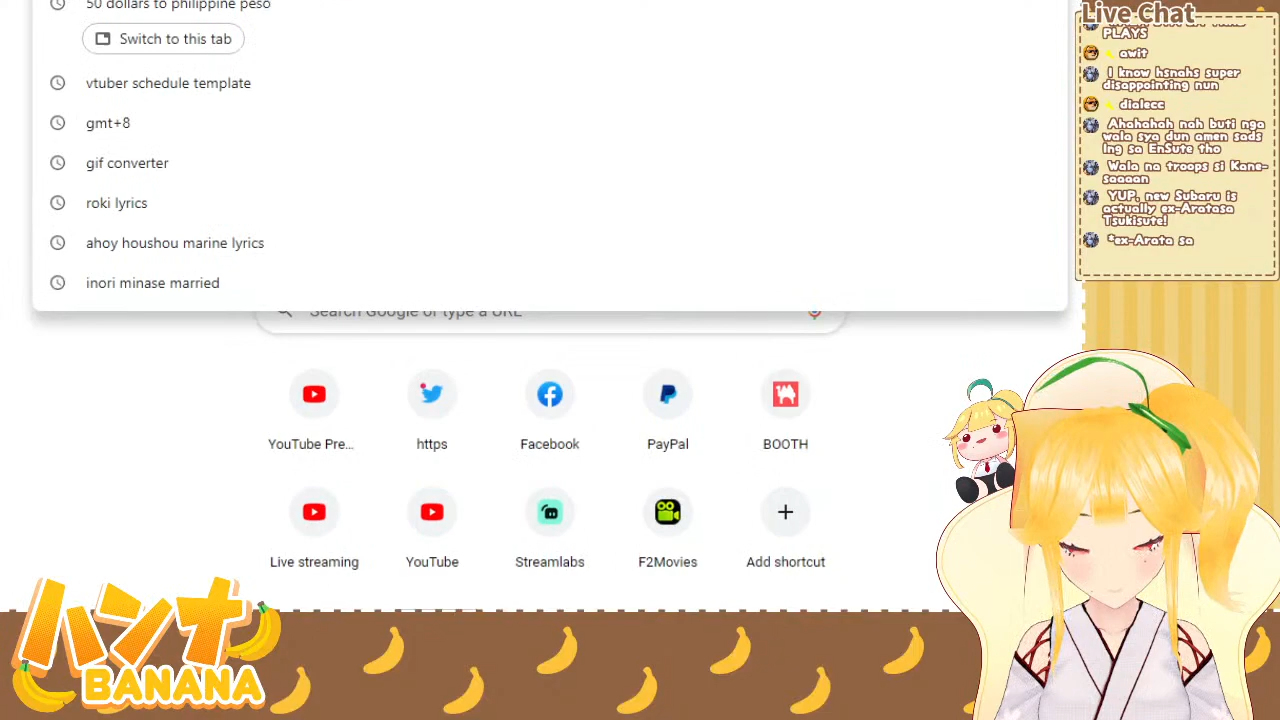 50 dollars to philippine peso
Switch to this tab
vtuber schedule template
gmt+8
gif converter
roki lyrics
ahoy houshou marine lyrics
inori minase married
Search Google or type a URL
YouTube Pre...
https
Facebook
PayPal
BOOTH
Live streaming
YouTube
Streamlabs
F2Movies
Add shortcut
Live Chat
PLAYS
awit
I know hsnahs super
disappointing nun
dialecc
Ahahahah nah buti nga
wala sya dun amen sads
lng sa EnSute tho
Wala na troops si Kane-
saaaan
YUP, new Subaru is
actually ex-Aratasa
Tsukisute!
*ex-Arata sa
ハンナ
BANANA